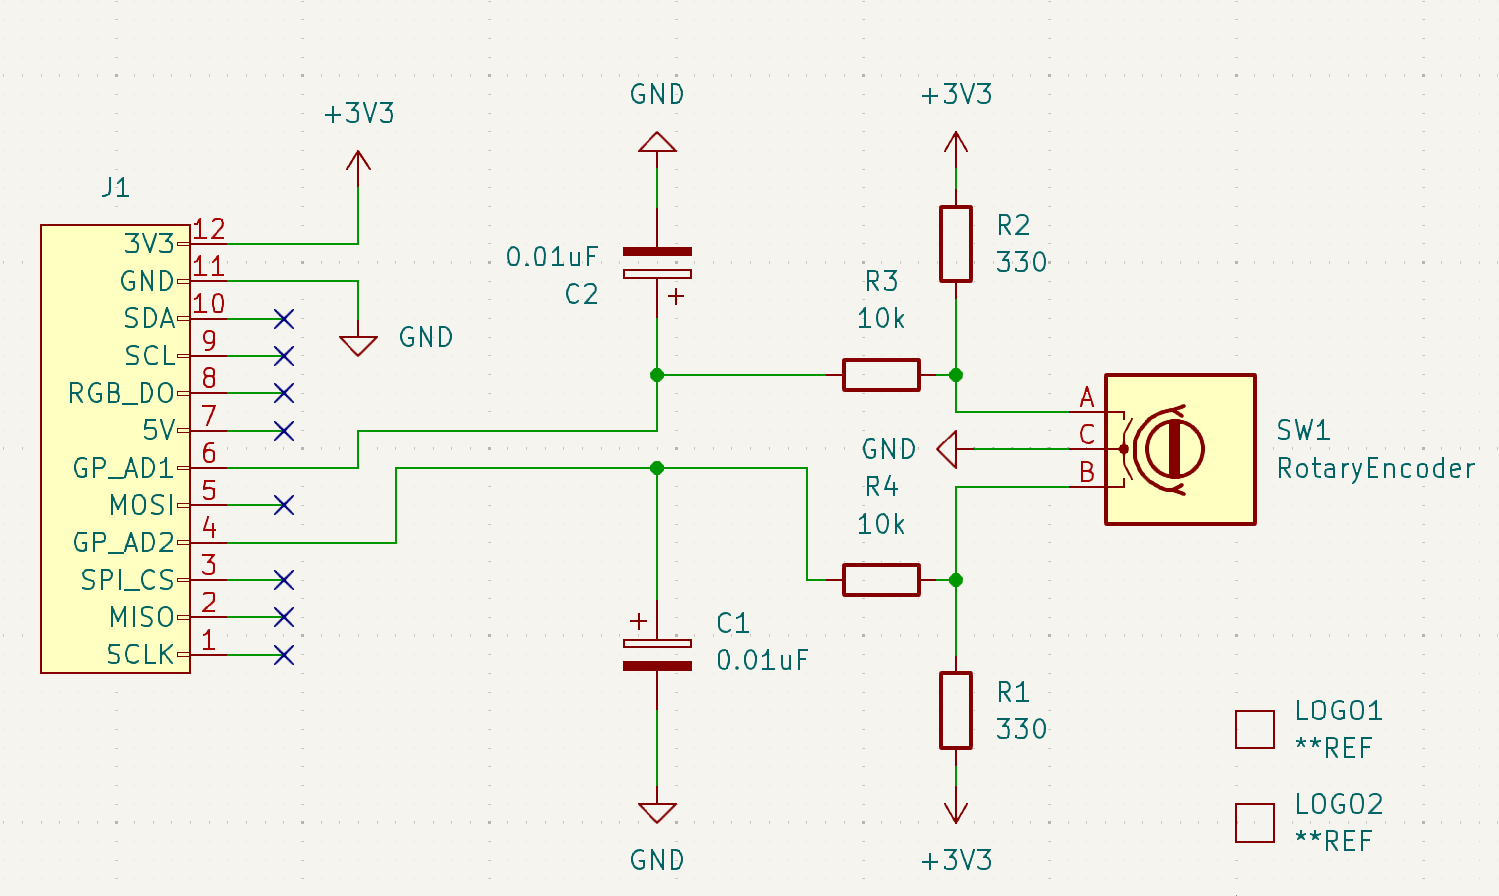 GND
+3V3
+3V3
J1
3V3 12
GND 11
SDA 10
SCL 9
RGB_DO 8
5V 7
GP_AD1 6
MOSI 5
GP_AD2 4
SPI_CS 3
MISO 2
SCLK 1
GND
0.01uF
C2
+
R2
330
R3
10k
GND
R4
10k
A
C
B
SW1
RotaryEncoder
+
C1
0.01uF
R1
330
GND
+3V3
LOGO1
**REF
LOGO2
**REF